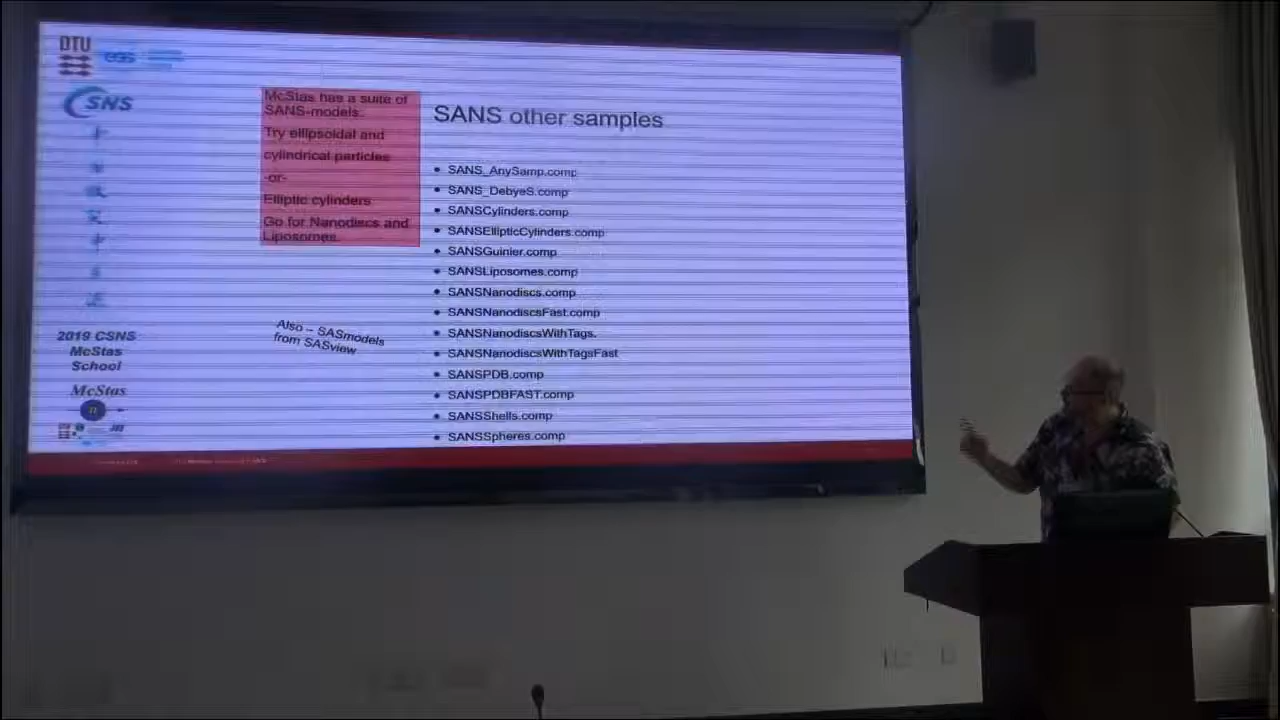 DTU
ess
CSNS
2019 CSNS
McStas
School
McStas
McStas has a suite of
SANS-models.
Try ellipsoidal and
cylindrical particles
-or-
Elliptic cylinders
Go for Nanodiscs and
Liposomes.
Also – SASmodels
from SASview
SANS other samples
• SANS_AnySamp.comp
• SANS_DebyeS.comp
• SANSCylinders.comp
• SANSEllipticCylinders.comp
• SANSGuinier.comp
• SANSLiposomes.comp
• SANSNanodiscs.comp
• SANSNanodiscsFast.comp
• SANSNanodiscsWithTags.
• SANSNanodiscsWithTagsFast
• SANSPDB.comp
• SANSPDBFAST.comp
• SANSShells.comp
• SANSSpheres.comp